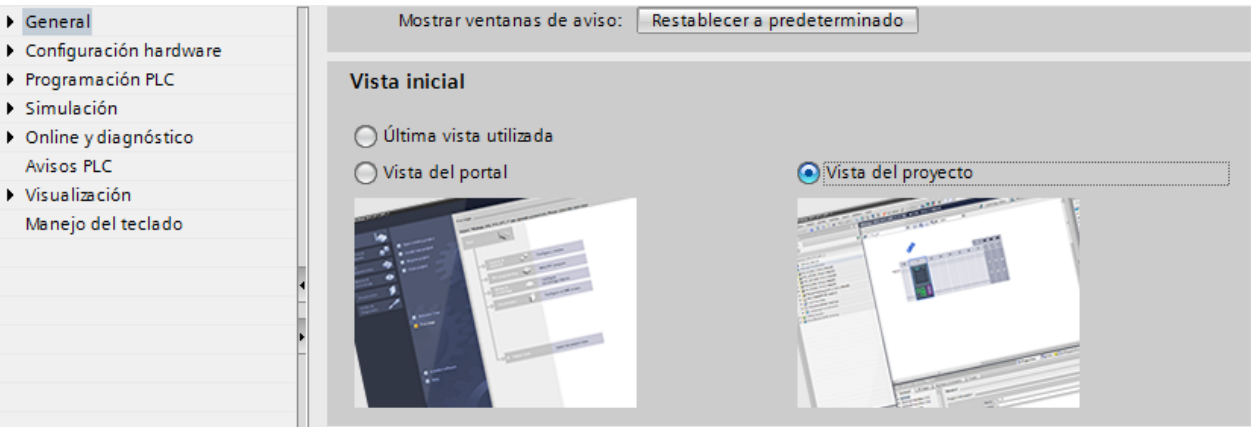 General
Configuración hardware
Programación PLC
Simulación
Online y diagnóstico
Avisos PLC
Visualización
Manejo del teclado
Mostrar ventanas de aviso: Restablecer a predeterminado
Vista inicial
Última vista utilizada
Vista del portal
Vista del proyecto